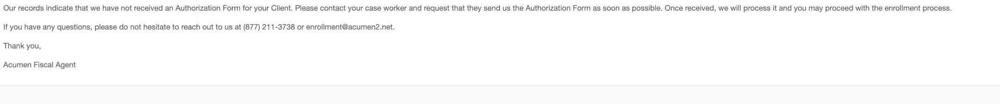 Our records indicate that we have not received an Authorization Form for your Client. Please contact your case worker and request that they send us the Authorization Form as soon as possible. Once received, we will process it and you may proceed with the enrollment process.
If you have any questions, please do not hesitate to reach out to us at (877) 211-3738 or enrollment@acumen2.net.
Thank you,
Acumen Fiscal Agent